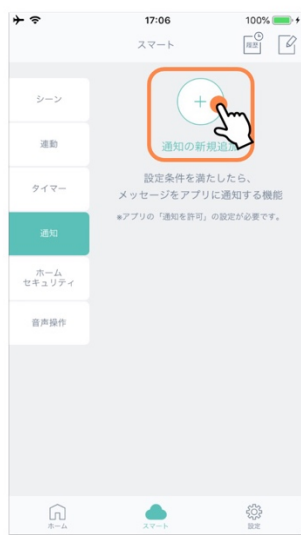 17:06
100%
スマート
履歴
シーン
連動
タイマー
通知
ホーム
セキュリティ
音声操作
通知の新規追加
設定条件を満たしたら、
メッセージをアプリに通知する機能
※アプリの「通知を許可」の設定が必要です。
ホーム
スマート
設定